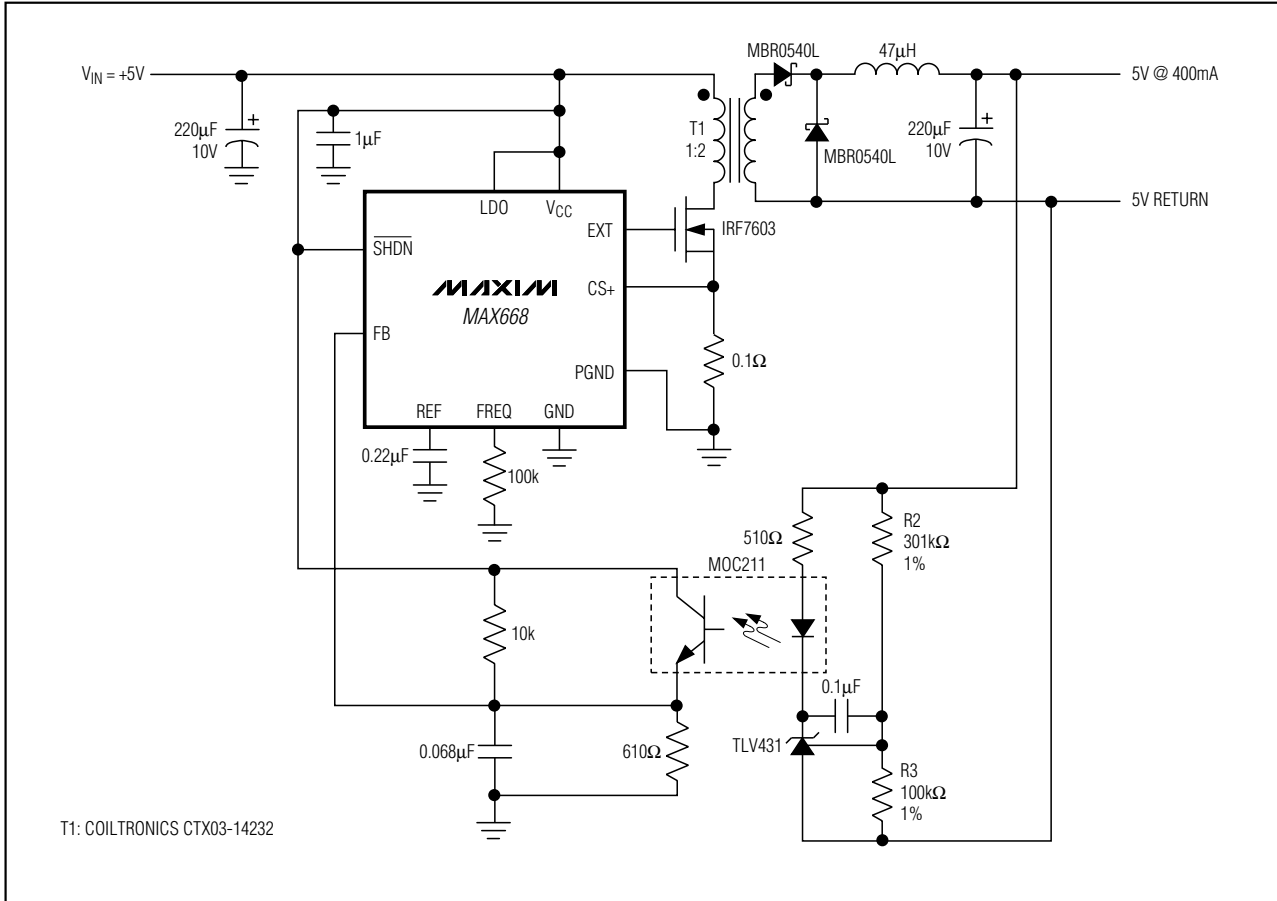 MBR0540L
47µH
V_IN = +5V
5V @ 400mA
+
220µF
10V
1µF
T1
1:2
MBR0540L
+
220µF
10V
LDO
V_CC
5V RETURN
EXT
IRF7603
SHDN
MAXIM
MAX668
CS+
FB
0.1Ω
PGND
REF
FREQ
GND
0.22µF
100k
510Ω
R2
301kΩ
1%
MOC211
10k
0.1µF
0.068µF
610Ω
TLV431
R3
100kΩ
1%
T1: COILTRONICS CTX03-14232